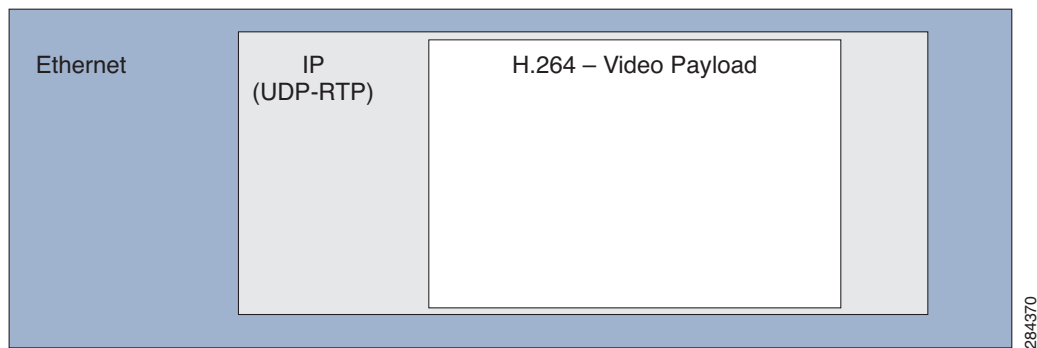 Ethernet
IP
(UDP-RTP)
H.264 – Video Payload
284370